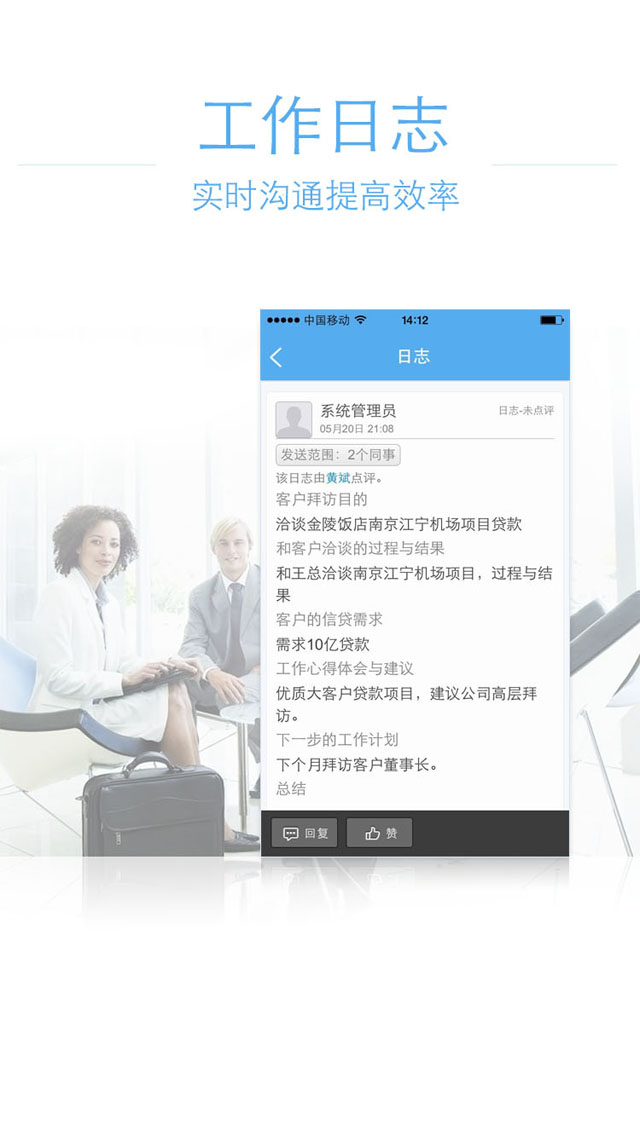 工作日志
实时沟通提高效率
中国移动 14:12
日志
系统管理员
日志-未点评
05月20日 21:08
发送范围：2个同事
该日志由黄斌点评。
客户拜访目的
洽谈金陵饭店南京江宁机场项目贷款
和客户洽谈的过程与结果
和王总洽谈南京江宁机场项目，过程与结
果
客户的信贷需求
需求10亿贷款
工作心得体会与建议
优质大客户贷款项目，建议公司高层拜
访。
下一步的工作计划
下个月拜访客户董事长。
总结
回复 赞